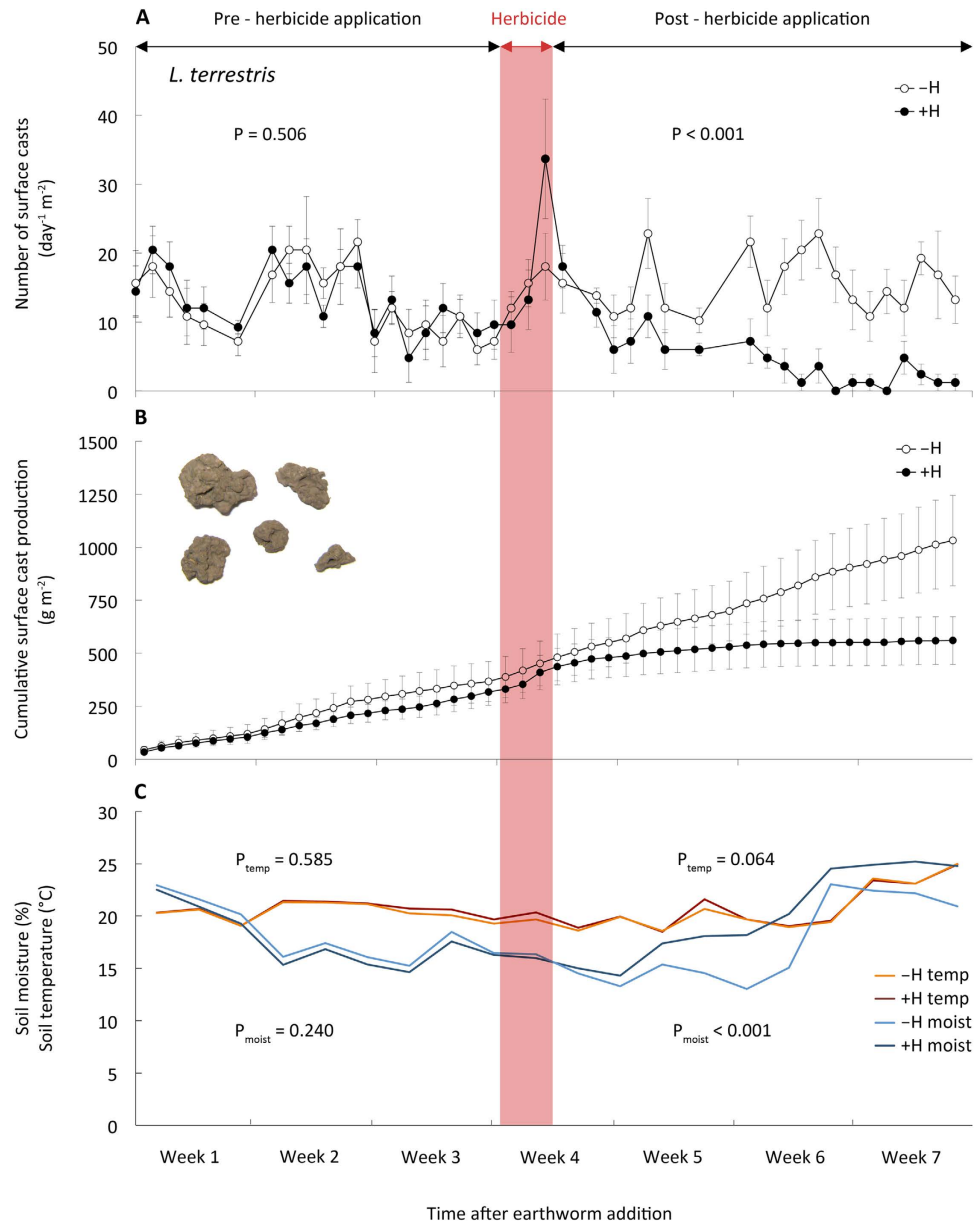 A
Pre - herbicide application
Herbicide
Post - herbicide application
50
40
30
20
10
0
Number of surface casts
(day⁻¹ m⁻²)
L. terrestris
P = 0.506
P < 0.001
–H
+H
B
1500
1250
1000
750
500
250
0
Cumulative surface cast production
(g m⁻²)
–H
+H
C
30
25
20
15
10
5
0
Soil moisture (%)
Soil temperature (°C)
P_temp = 0.585
P_temp = 0.064
P_moist = 0.240
P_moist < 0.001
–H temp
+H temp
–H moist
+H moist
Week 1
Week 2
Week 3
Week 4
Week 5
Week 6
Week 7
Time after earthworm addition